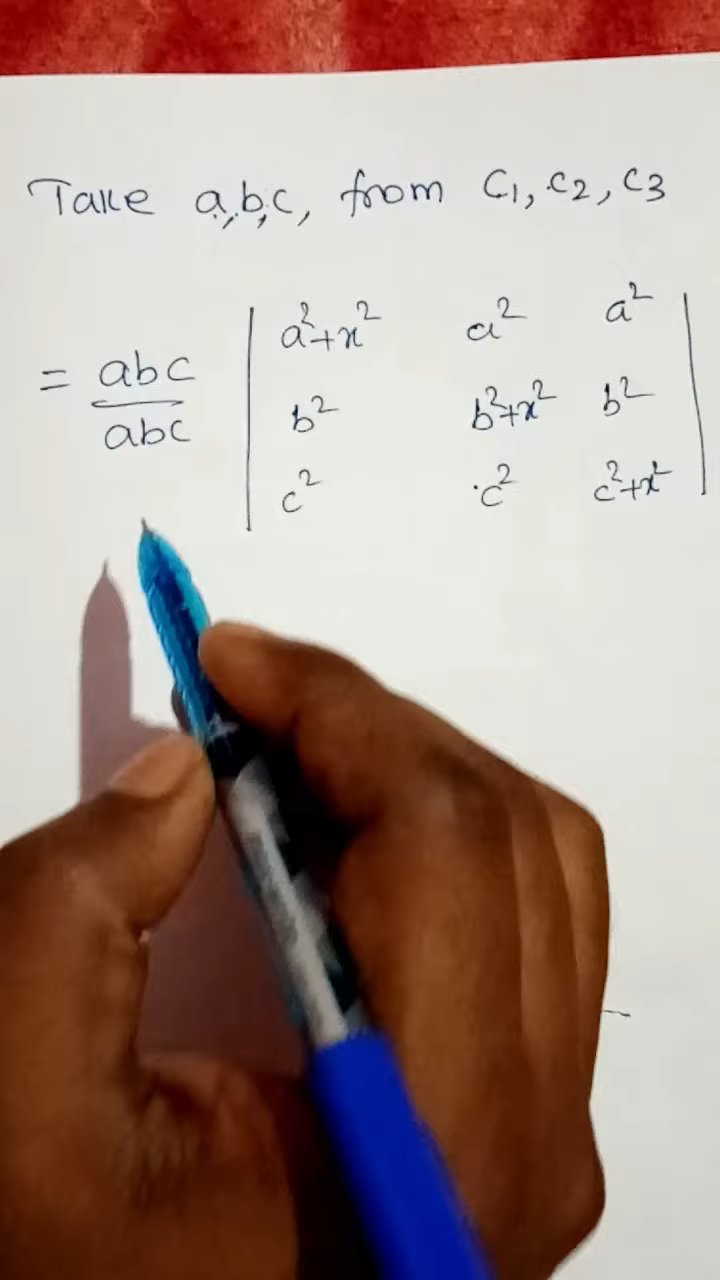 Take a,b,c, from C1, C2, C3
= abc/abc | a²+x² a² a² |
| b² b²+x² b² |
| c² c² c²+x² |